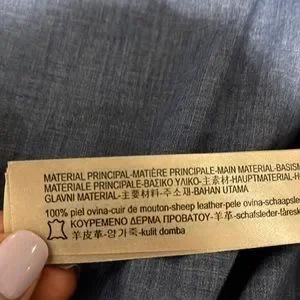 MATERIAL PRINCIPAL-MATIÈRE PRINCIPALE-MAIN MATERIAL-BASISM
MATERIALE PRINCIPALE-ΒΑΣΙΚΟ ΥΛΙΚΟ-主素材-HAUPTMATERIAL-H
GLAVNI MATERIAL-主要材料-주소재-BAHAN UTAMA
100% piel ovina-cuir de mouton-sheep leather-pele ovina-schaapsle
ΚΟΥΡΕΜΕΝΟ ΔΕΡΜΑ ΠΡΟΒΑΤΟΥ-羊革-schafsleder-fåres
羊皮革-양가죽-kulit domba